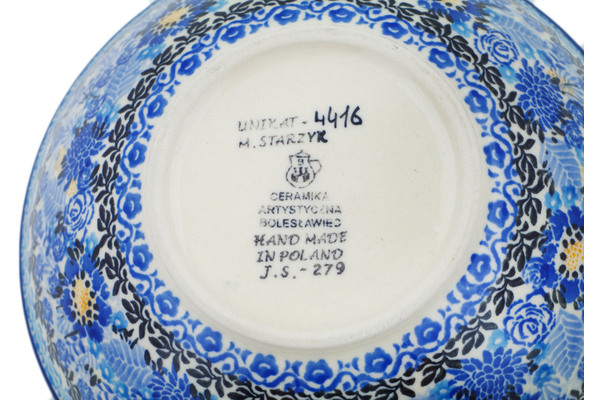 UNIKAT - 4416
M. STARZYK
CERAMIKA
ARTYSTYCZNA
BOLESŁAWIEC
HAND MADE
IN POLAND
J.S.-279